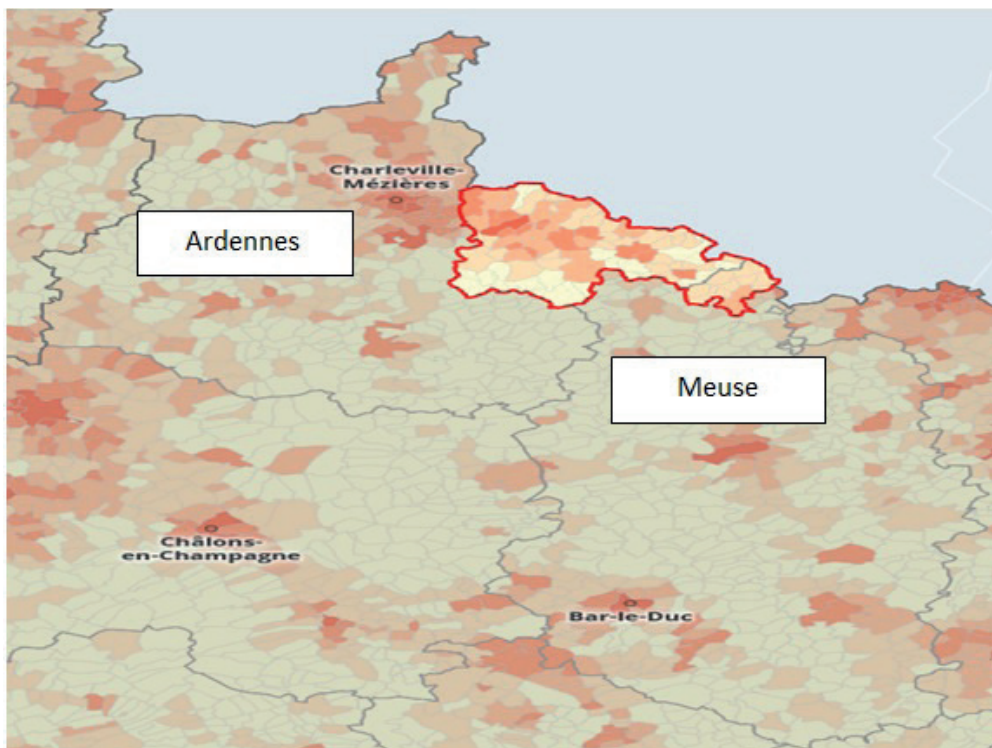 Charleville-
Mézières
Ardennes
Meuse
Châlons-
en-Champagne
Bar-le-Duc